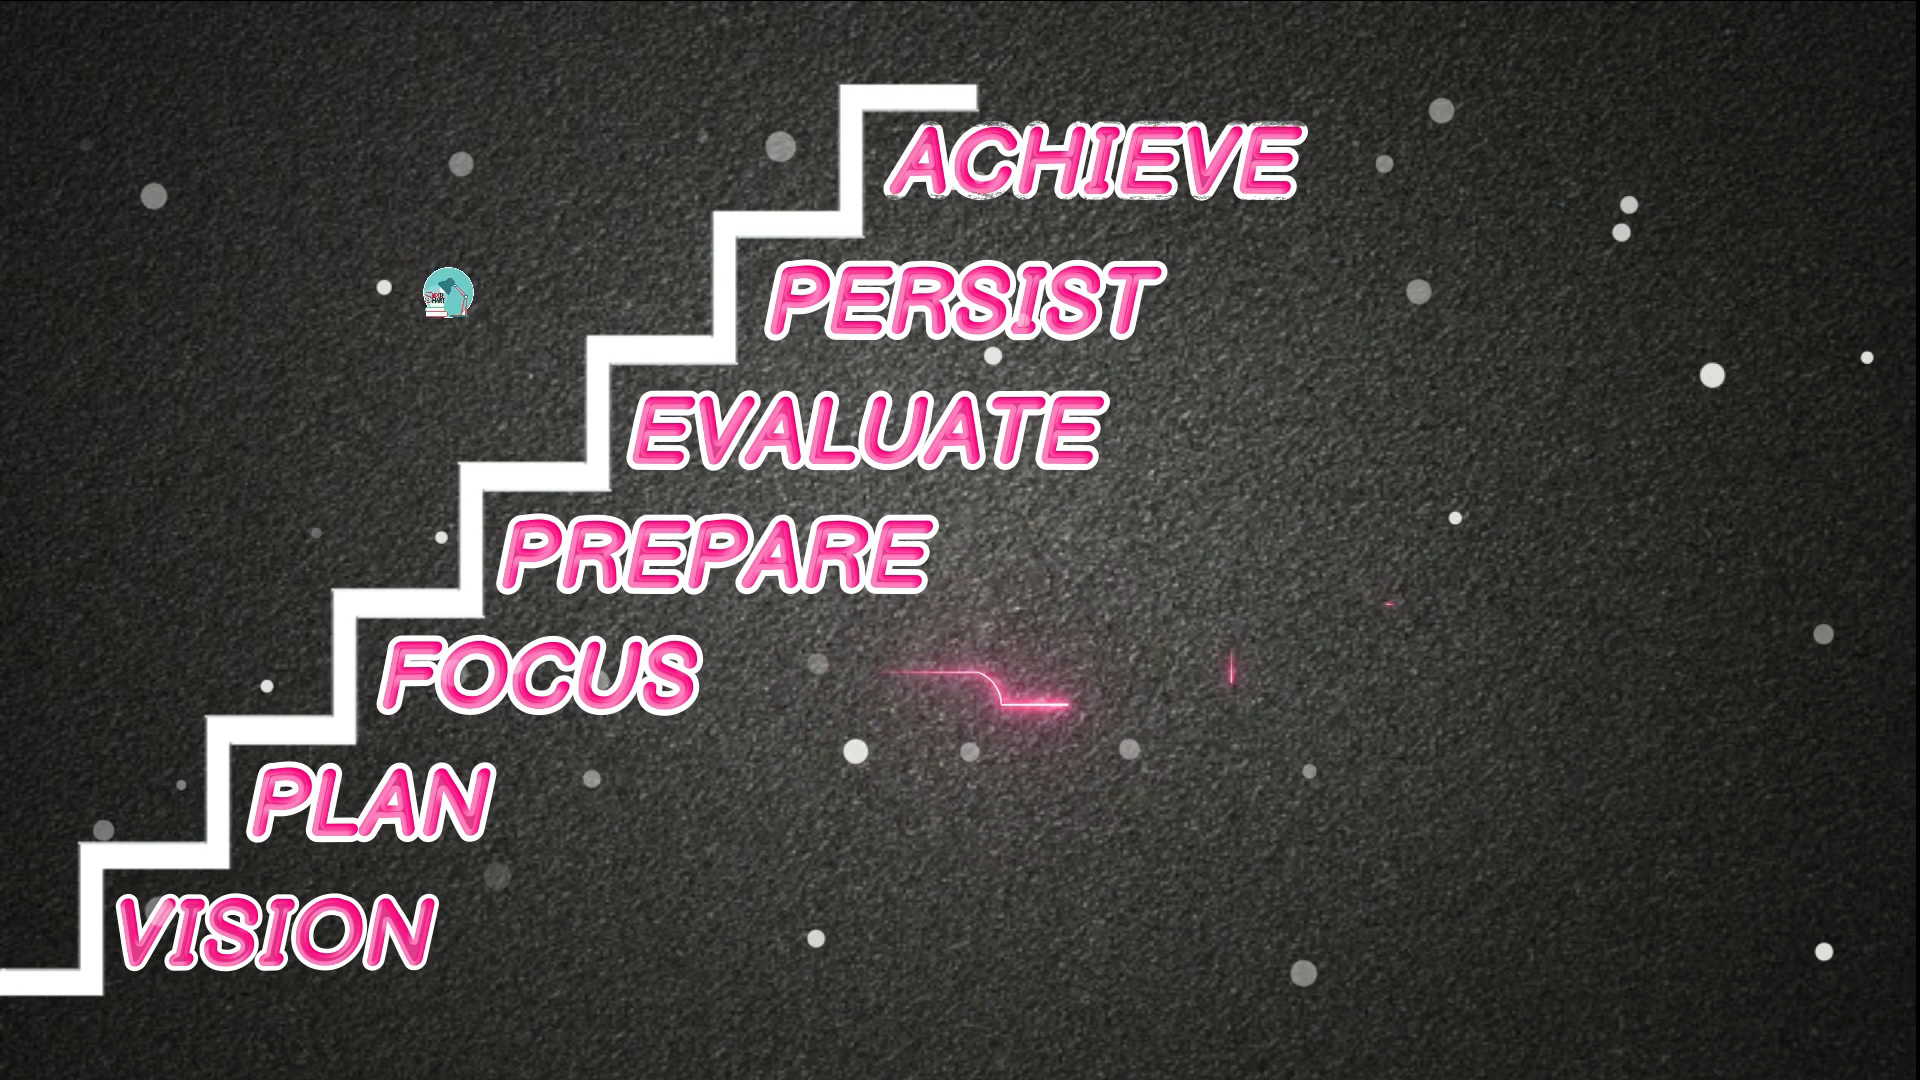 ACHIEVE
PERSIST
EVALUATE
PREPARE
FOCUS
PLAN
VISION